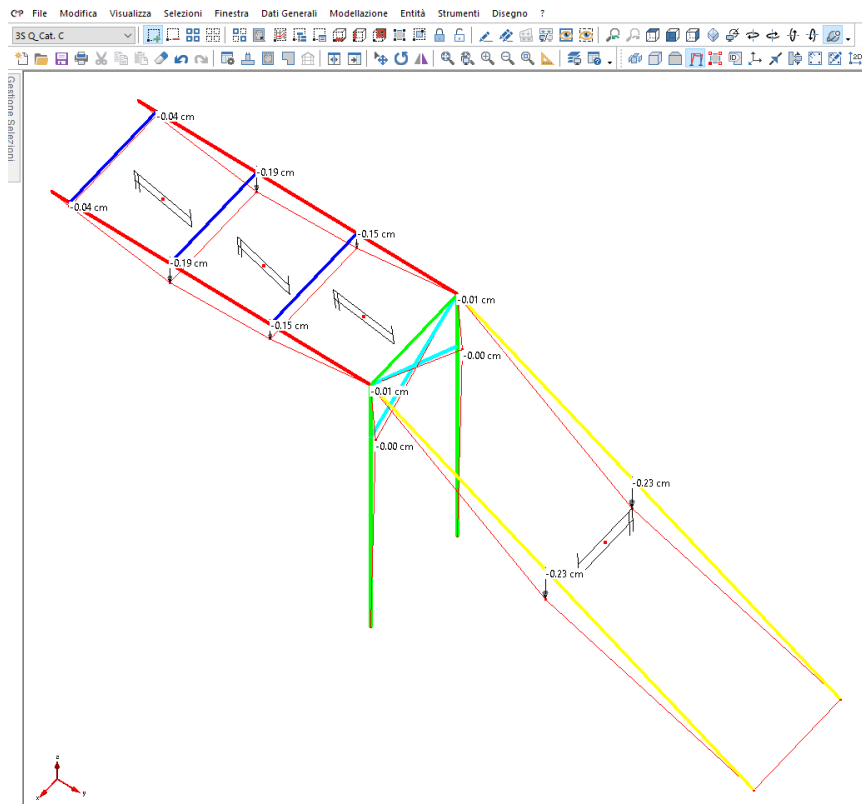 File Modifica Visualizza Selezioni Finestra Dati Generali Modellazione Entità Strumenti Disegno ?
3S Q_Cat. C
ID
2D
Gestione Selezioni
-0.04 cm
-0.19 cm
-0.04 cm
-0.15 cm
-0.19 cm
-0.01 cm
-0.15 cm
-0.00 cm
-0.01 cm
-0.00 cm
-0.23 cm
-0.23 cm
z
x
y